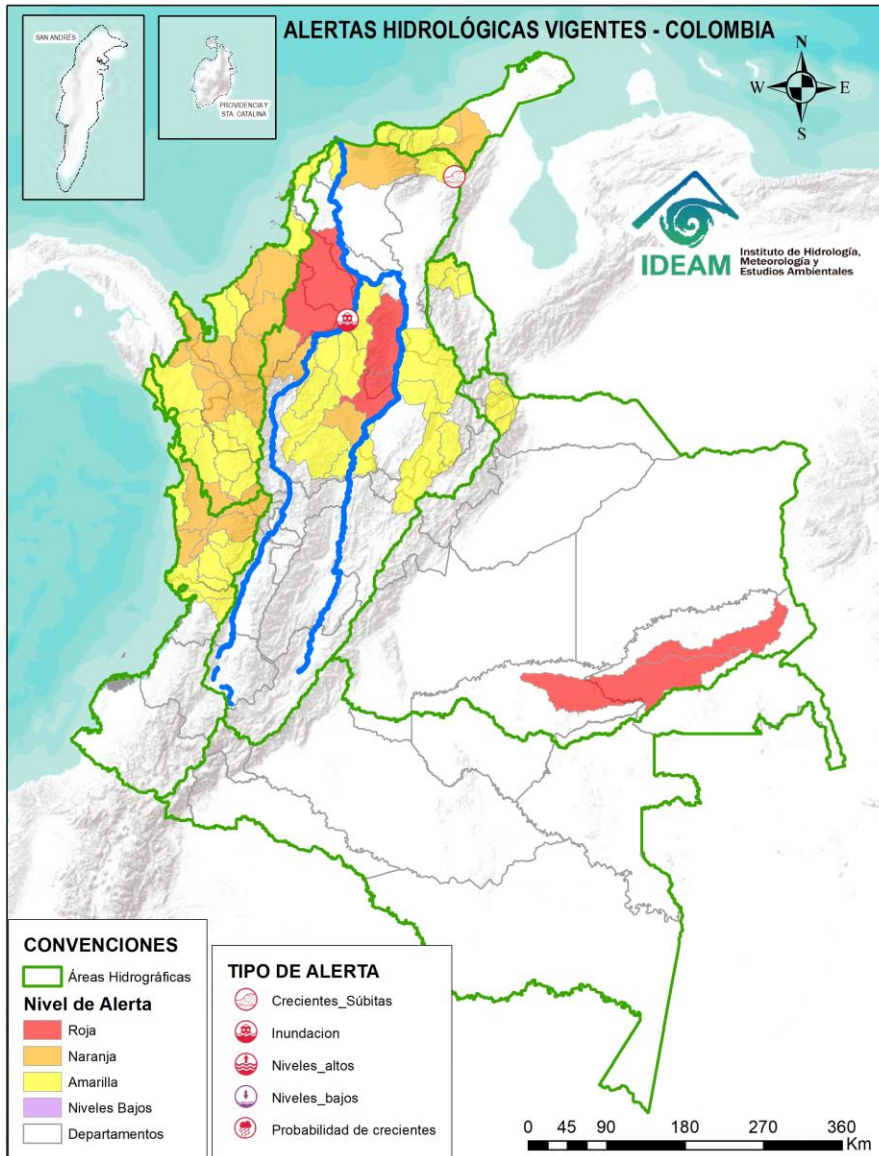 ALERTAS HIDROLÓGICAS VIGENTES - COLOMBIA
SAN ANDRÉS
PROVIDENCIA Y
STA. CATALINA
N
W E
S
IDEAM
Instituto de Hidrología,
Meteorología y
Estudios Ambientales
CONVENCIONES
Áreas Hidrográficas
Nivel de Alerta
Roja
Naranja
Amarilla
Niveles Bajos
Departamentos
TIPO DE ALERTA
Crecientes_Súbitas
Inundacion
Niveles_altos
Niveles_bajos
Probabilidad de crecientes
0 45 90 180 270 360
Km